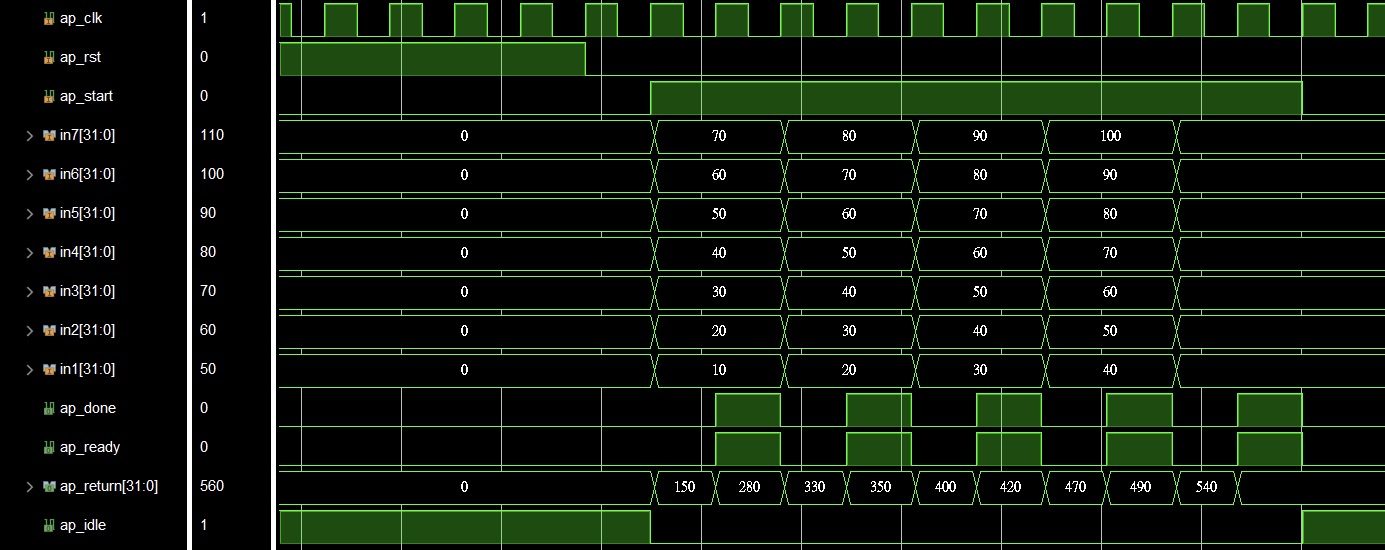 ap_clk 1
ap_rst 0
ap_start 0
in7[31:0] 110 0 70 80 90 100
in6[31:0] 100 0 60 70 80 90
in5[31:0] 90 0 50 60 70 80
in4[31:0] 80 0 40 50 60 70
in3[31:0] 70 0 30 40 50 60
in2[31:0] 60 0 20 30 40 50
in1[31:0] 50 0 10 20 30 40
ap_done 0
ap_ready 0
ap_return[31:0] 560 0 150 280 330 350 400 420 470 490 540
ap_idle 1